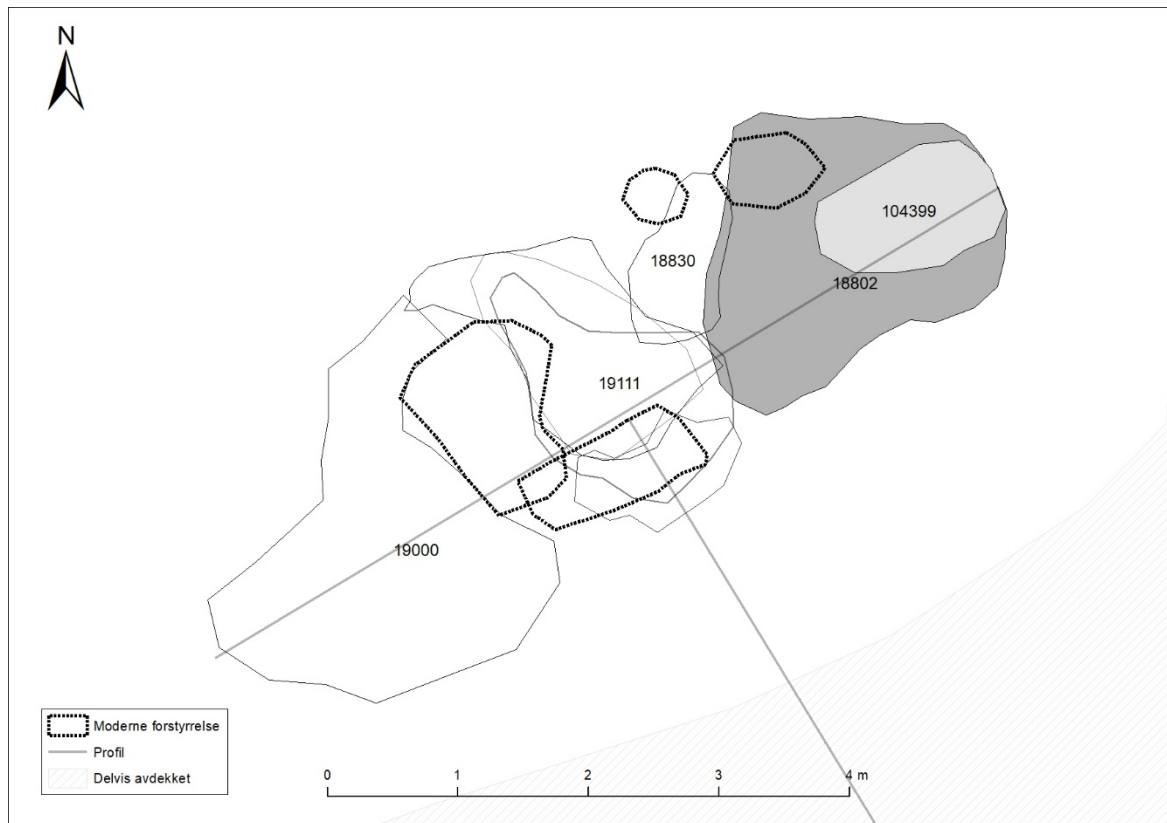 N
104399
18830
18802
19111
19000
Moderne forstyrrelse
Profil
Delvis avdekket
0 1 2 3 4 m